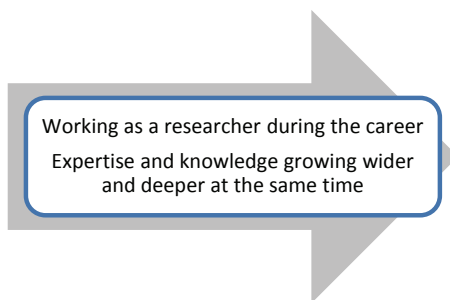 Working as a researcher during the career
Expertise and knowledge growing wider
and deeper at the same time